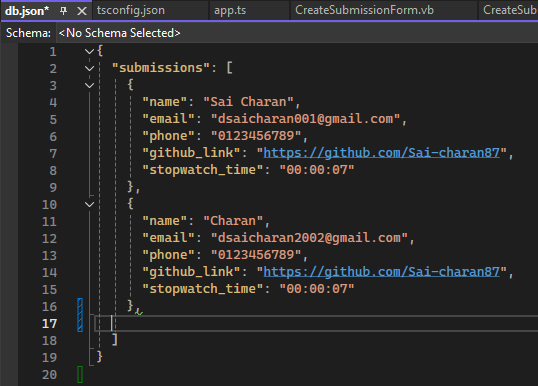 db.json* tsconfig.json app.ts CreateSubmissionForm.vb CreateSub
Schema: <No Schema Selected>
1 {
2 "submissions": [
3 {
4 "name": "Sai Charan",
5 "email": "dsaicharan001@gmail.com",
6 "phone": "0123456789",
7 "github_link": "https://github.com/Sai-charan87",
8 "stopwatch_time": "00:00:07"
9 },
10 {
11 "name": "Charan",
12 "email": "dsaicharan2002@gmail.com",
13 "phone": "0123456789",
14 "github_link": "https://github.com/Sai-charan87",
15 "stopwatch_time": "00:00:07"
16 },
17
18 ]
19 }
20